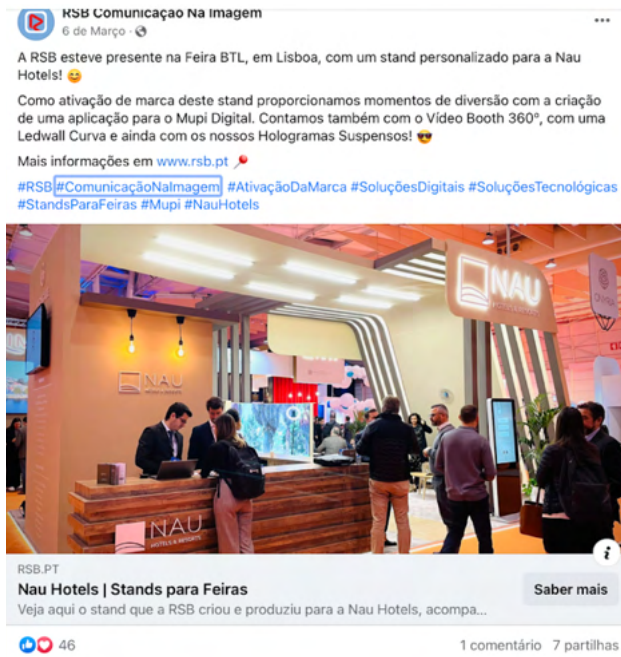 RSB Comunicação Na Imagem
6 de Março ·
A RSB esteve presente na Feira BTL, em Lisboa, com um stand personalizado para a Nau
Hotels! 😊
Como ativação de marca deste stand proporcionamos momentos de diversão com a criação
de uma aplicação para o Mupi Digital. Contamos também com o Vídeo Booth 360º, com uma
Ledwall Curva e ainda com os nossos Hologramas Suspensos! 😎
Mais informações em www.rsb.pt 📍
#RSB #ComunicaçãoNaImagem #AtivaçãoDaMarca #SoluçõesDigitais #SoluçõesTecnológicas
#StandsParaFeiras #Mupi #NauHotels
NAU
NAU
NAU
HOTELS & RESORTS
RSB.PT
Nau Hotels | Stands para Feiras
Saber mais
Veja aqui o stand que a RSB criou e produziu para a Nau Hotels, acompa...
46
1 comentário 7 partilhas